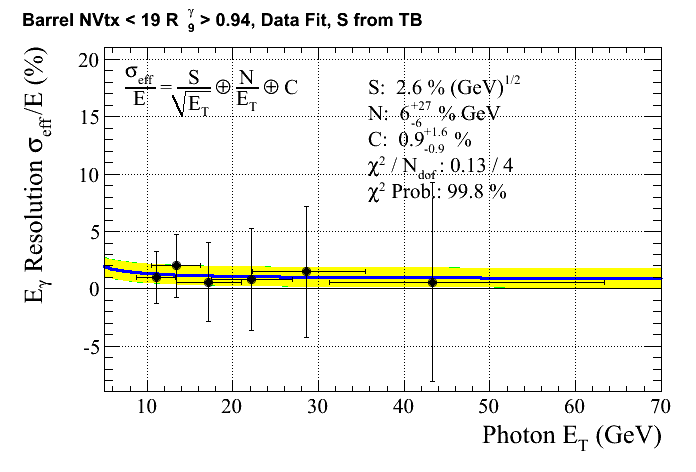 Barrel NVtx < 19 R γ 9 > 0.94, Data Fit, S from TB
σeff/E = S/√ET ⊕ N/ET ⊕ C
S: 2.6 % (GeV)1/2
N: 6+27-6 % GeV
C: 0.9+1.6-0.9 %
χ2 / Ndof : 0.13 / 4
χ2 Prob.: 99.8 %
Eγ Resolution σeff/E (%)
20
15
10
5
0
-5
10 20 30 40 50 60 70
Photon ET (GeV)